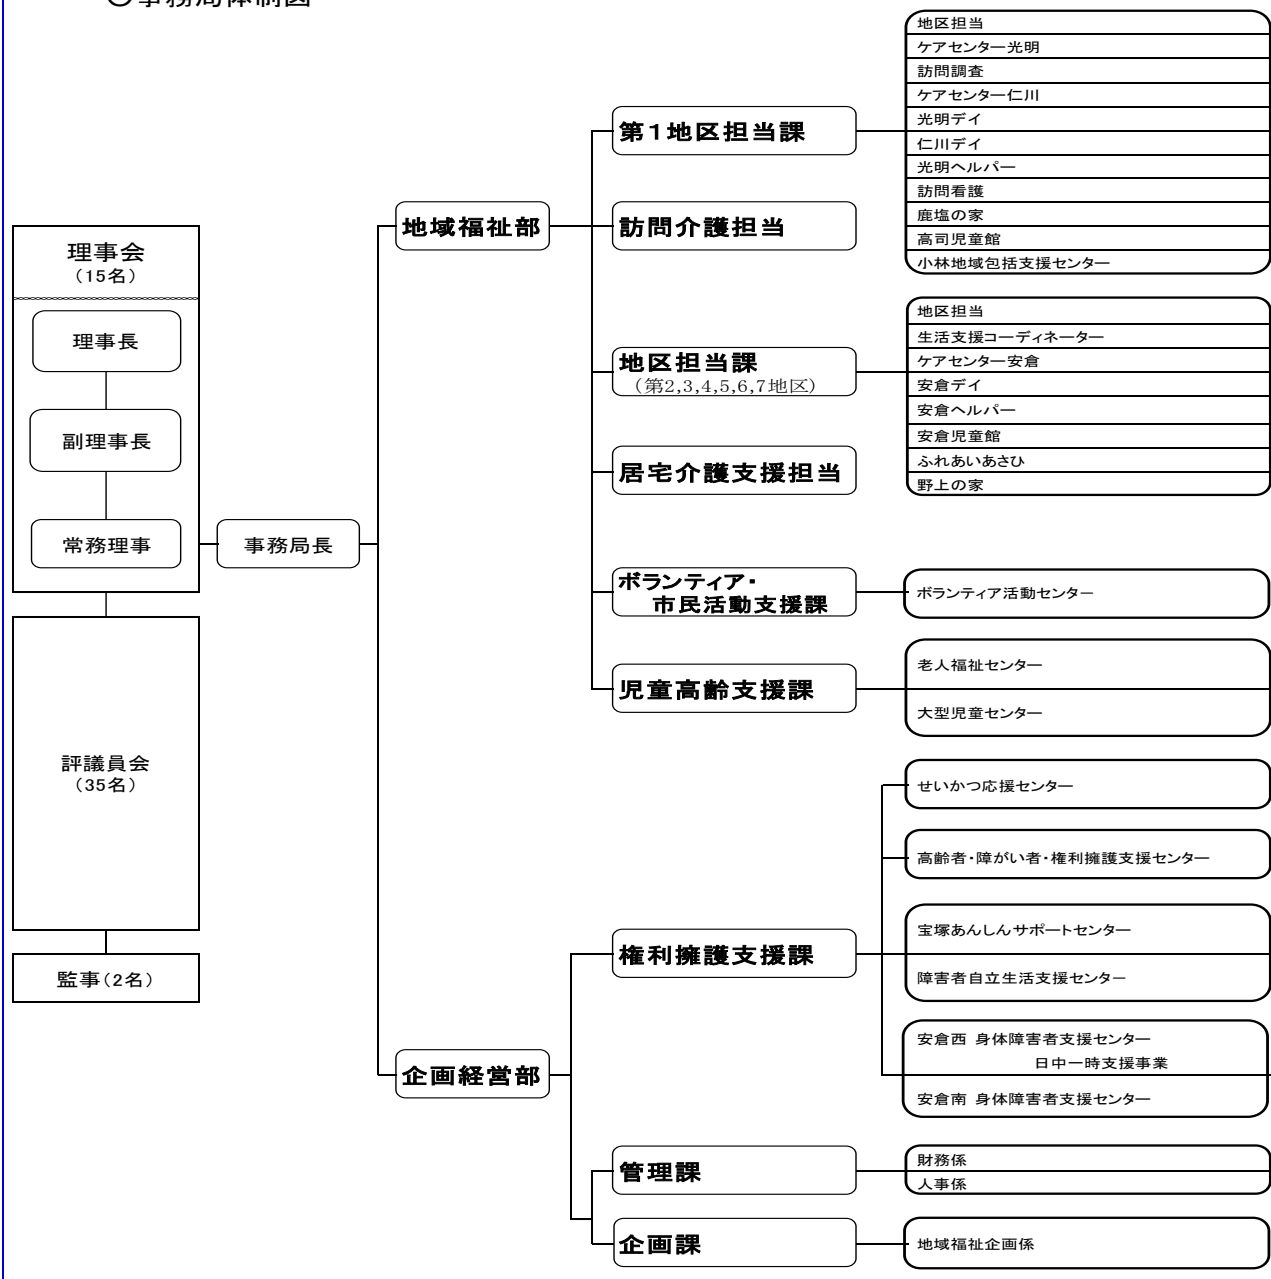 〇事務局体制図
理事会
（15名）
理事長
副理事長
常務理事
評議員会
（35名）
監事（2名）
事務局長
地域福祉部
第１地区担当課
地区担当
ケアセンター光明
訪問調査
ケアセンター仁川
光明デイ
仁川デイ
光明ヘルパー
訪問看護
鹿塩の家
高司児童館
小林地域包括支援センター
訪問介護担当
地区担当課
（第2,3,4,5,6,7地区）
地区担当
生活支援コーディネーター
ケアセンター安倉
安倉デイ
安倉ヘルパー
安倉児童館
ふれあいあさひ
野上の家
居宅介護支援担当
ボランティア・
市民活動支援課
ボランティア活動センター
児童高齢支援課
老人福祉センター
大型児童センター
企画経営部
権利擁護支援課
せいかつ応援センター
高齢者・障がい者・権利擁護支援センター
宝塚あんしんサポートセンター
障害者自立生活支援センター
安倉西 身体障害者支援センター
日中一時支援事業
安倉南 身体障害者支援センター
管理課
財務係
人事係
企画課
地域福祉企画係